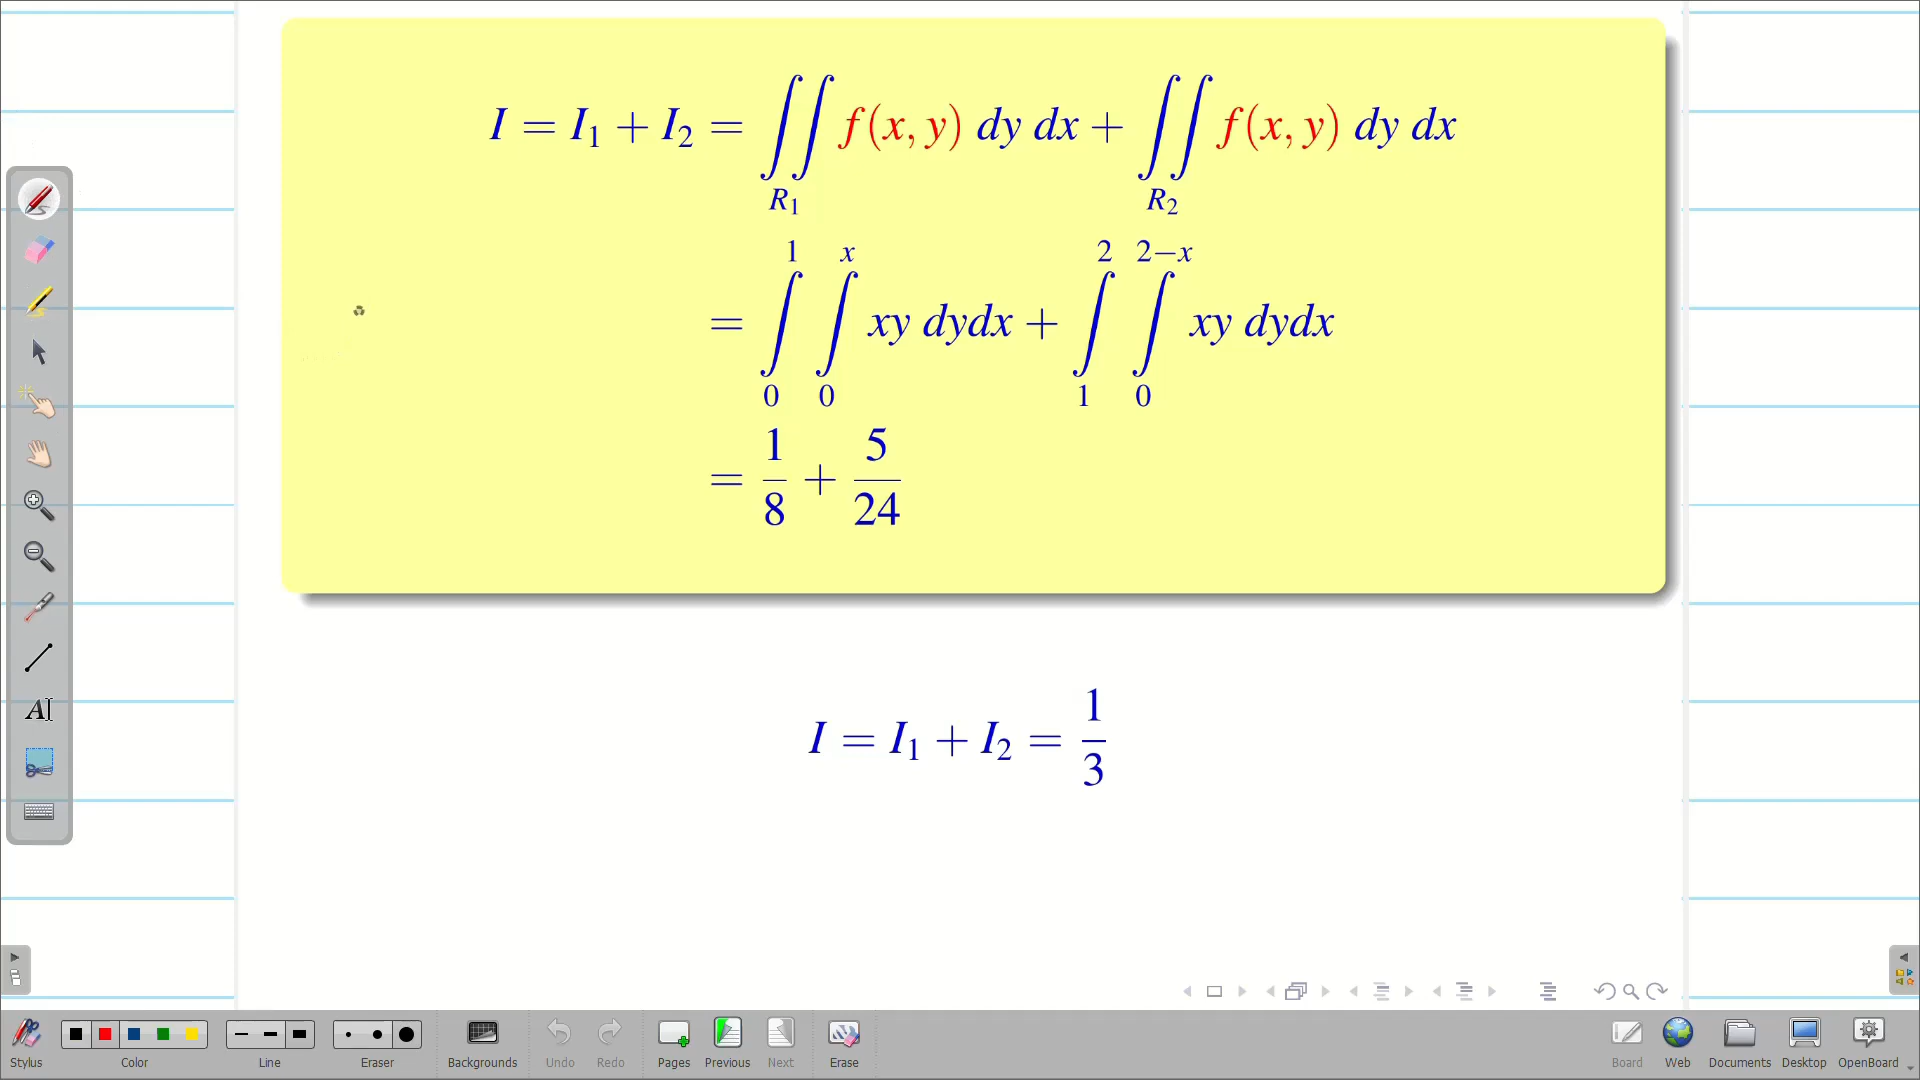 I = I₁ + I₂ = ∬_{R₁} f(x, y) dy dx + ∬_{R₂} f(x, y) dy dx
= ∫₀¹ ∫₀ˣ xy dydx + ∫₁² ∫₀^{2−x} xy dydx
= 1/8 + 5/24
I = I₁ + I₂ = 1/3
Stylus Color Line Eraser Backgrounds Undo Redo Pages Previous Next Erase Board Web Documents Desktop OpenBoard